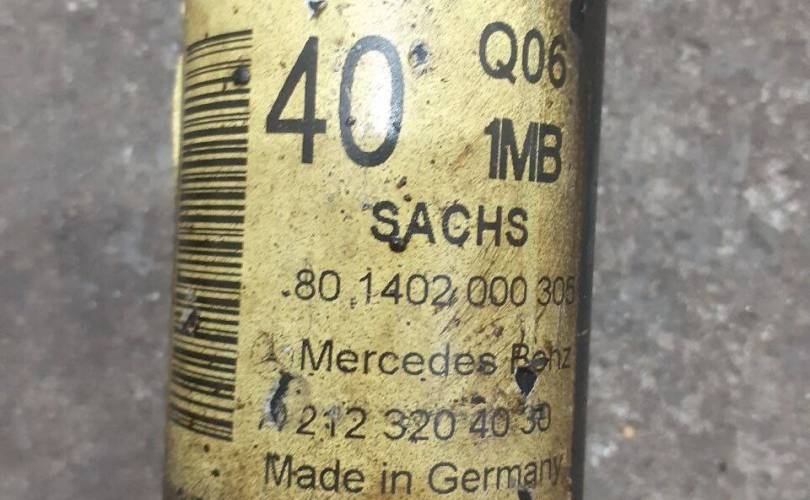 40 Q06
1MB
SACHS
80 1402 000 305
Mercedes Benz
A 212 320 40 30
Made in Germany